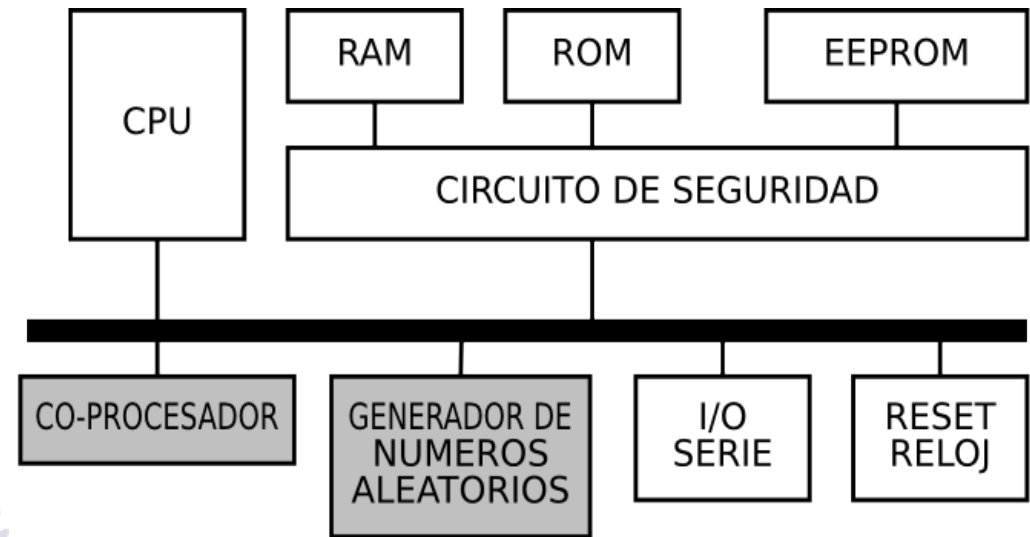 CPU
RAM
ROM
EEPROM
CIRCUITO DE SEGURIDAD
CO-PROCESADOR
GENERADOR DE
NUMEROS
ALEATORIOS
I/O
SERIE
RESET
RELOJ